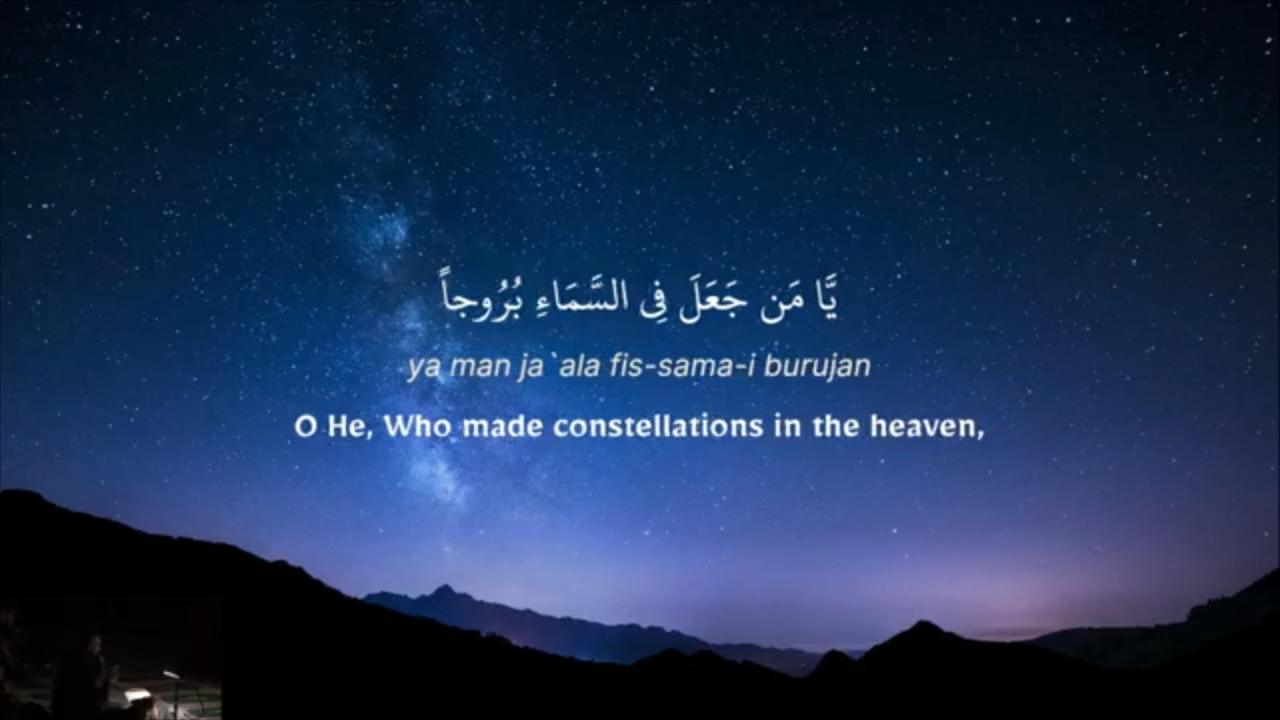 يَّا مَن جَعَلَ فِي السَّمَاءِ بُرُوجاً
ya man ja`ala fis-sama-i burujan
O He, Who made constellations in the heaven,